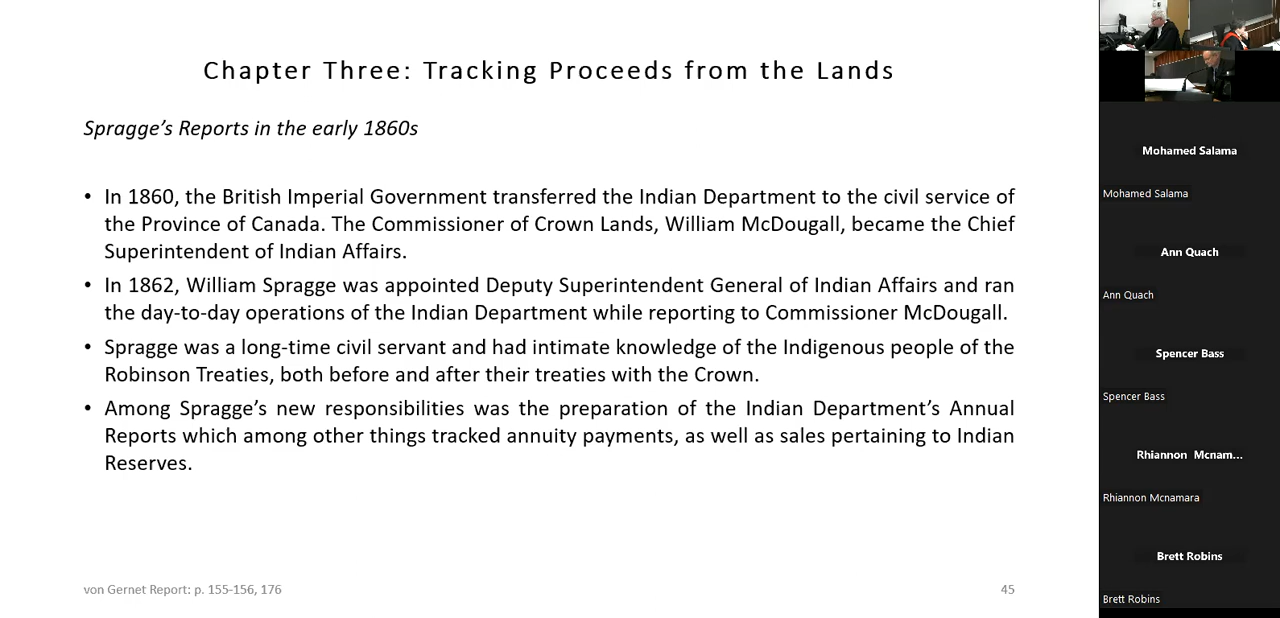 Chapter Three: Tracking Proceeds from the Lands
Spragge’s Reports in the early 1860s
• In 1860, the British Imperial Government transferred the Indian Department to the civil service of
the Province of Canada. The Commissioner of Crown Lands, William McDougall, became the Chief
Superintendent of Indian Affairs.
• In 1862, William Spragge was appointed Deputy Superintendent General of Indian Affairs and ran
the day-to-day operations of the Indian Department while reporting to Commissioner McDougall.
• Spragge was a long-time civil servant and had intimate knowledge of the Indigenous people of the
Robinson Treaties, both before and after their treaties with the Crown.
• Among Spragge’s new responsibilities was the preparation of the Indian Department’s Annual
Reports which among other things tracked annuity payments, as well as sales pertaining to Indian
Reserves.
von Gernet Report: p. 155-156, 176
45
Mohamed Salama
Mohamed Salama
Ann Quach
Ann Quach
Spencer Bass
Spencer Bass
Rhiannon Mcnam...
Rhiannon Mcnamara
Brett Robins
Brett Robins